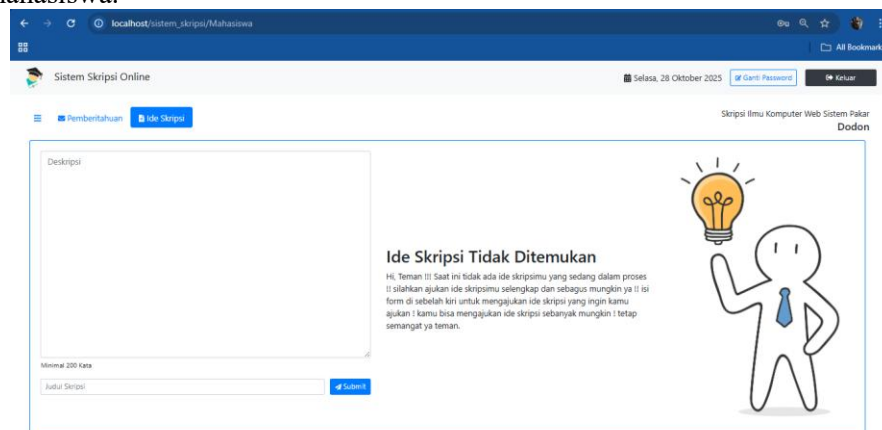 mahasiswa.
localhost/sistem_skripsi/Mahasiswa
All Bookmark
Sistem Skripsi Online
Selasa, 28 Oktober 2025 Ganti Password Keluar
Pemberitahuan Ide Skripsi
Skripsi Ilmu Komputer Web Sistem Pakar
Dodon
Deskripsi
Ide Skripsi Tidak Ditemukan
Hi, Teman !!! Saat ini tidak ada ide skripsimu yang sedang dalam proses
!! silahkan ajukan ide skripsimu selengkap dan sebagus mungkin ya !! isi
form di sebelah kiri untuk mengajukan ide skripsi yang ingin kamu
ajukan ! kamu bisa mengajukan ide skripsi sebanyak mungkin ! tetap
semangat ya teman.
Minimal 200 Kata
Judul Skripsi Submit